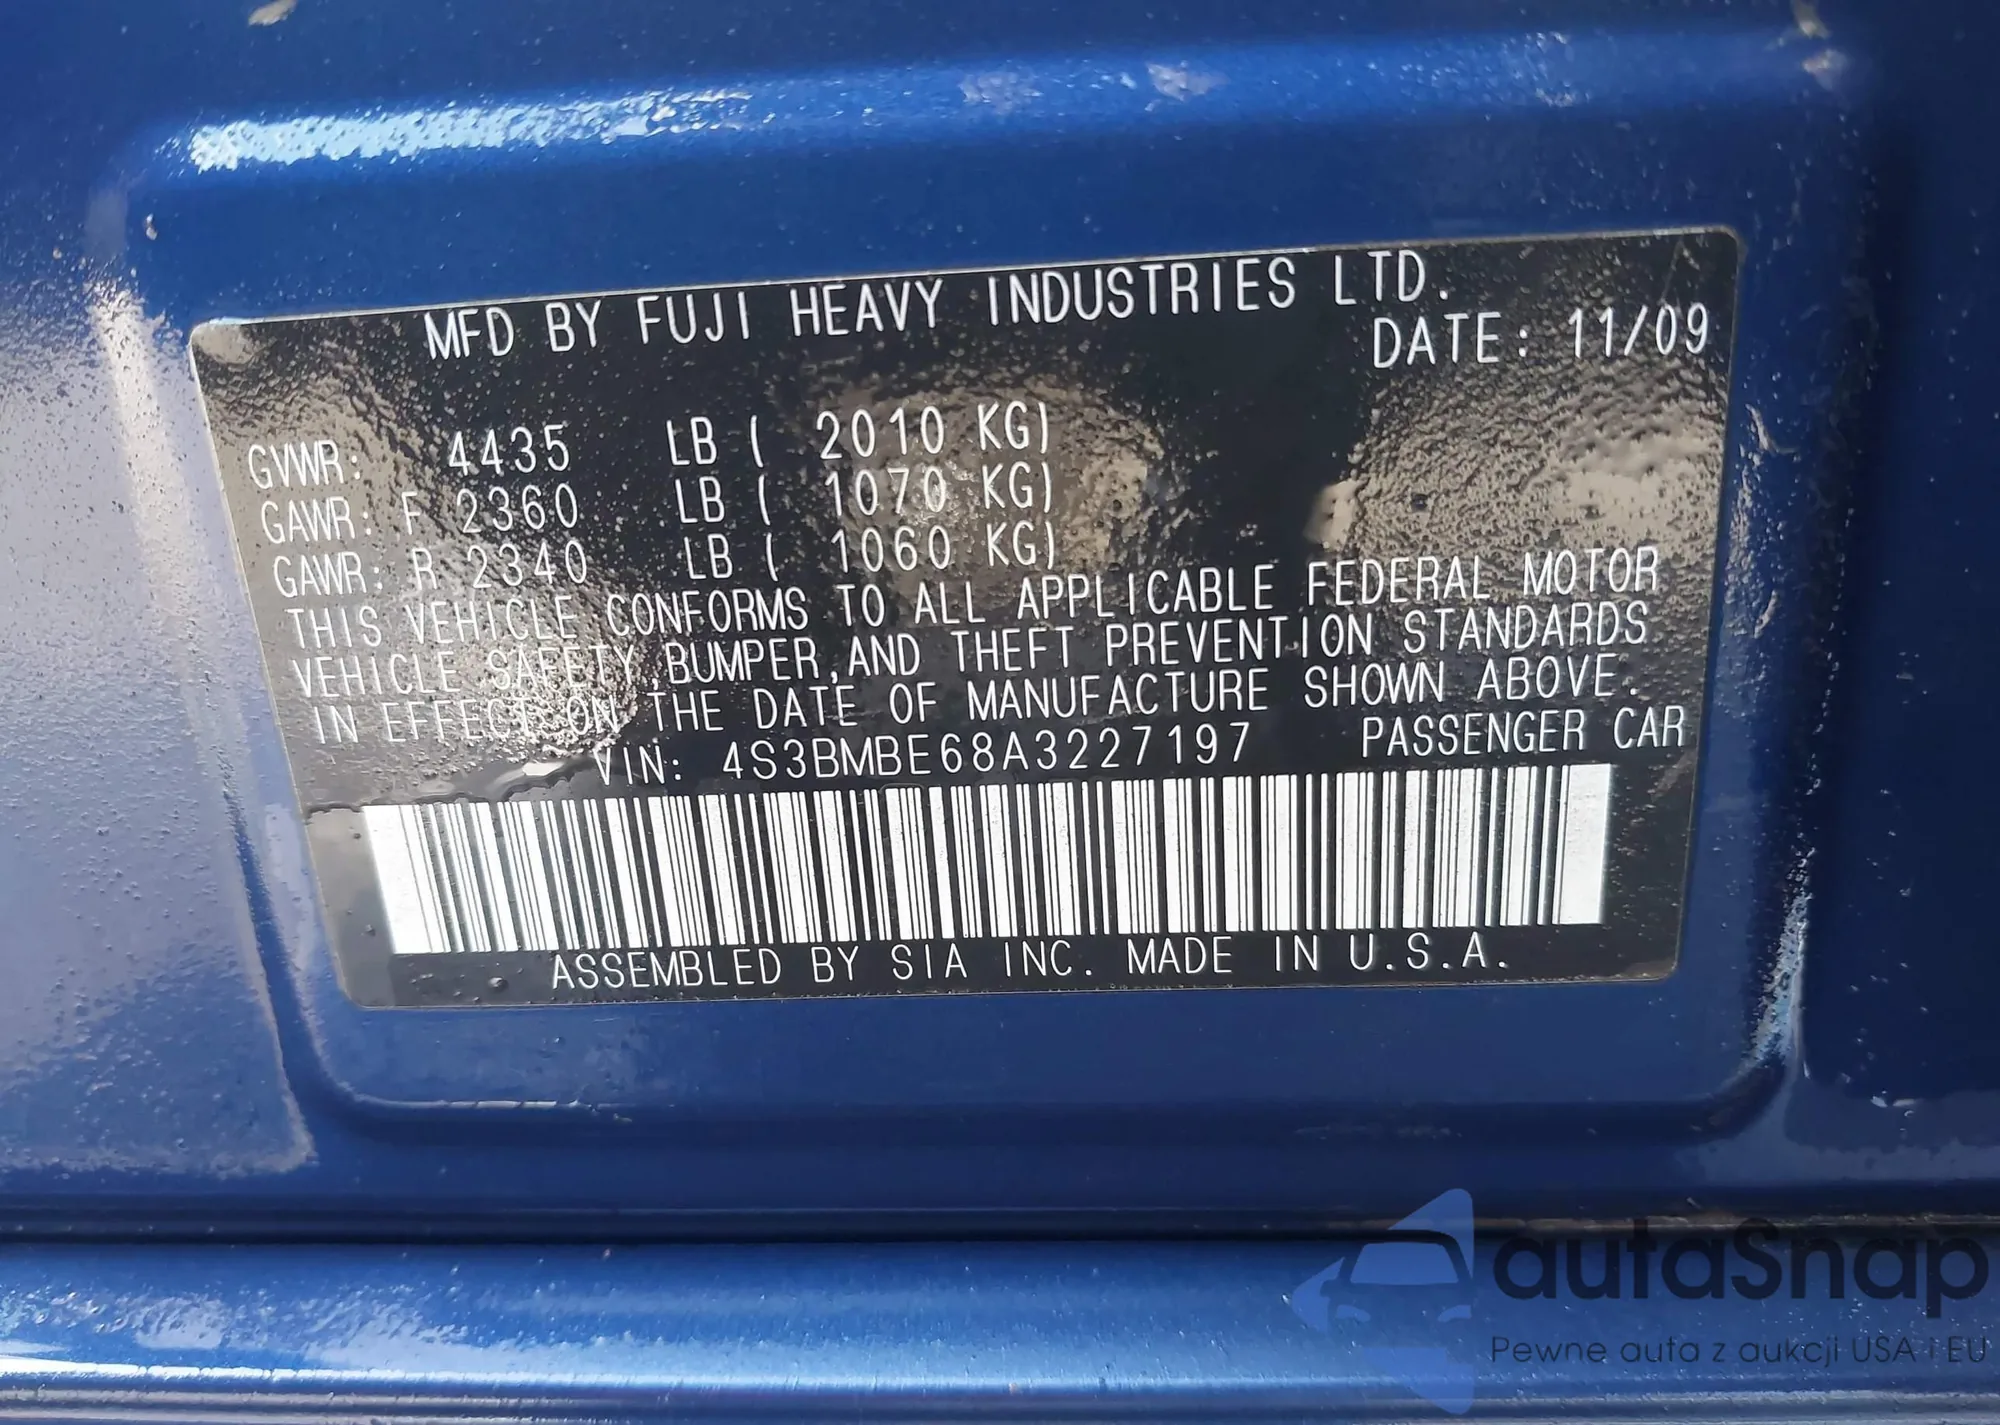 MFD BY FUJI HEAVY INDUSTRIES LTD.
DATE: 11/09
GVWR: 4435 LB ( 2010 KG)
GAWR: F 2360 LB ( 1070 KG)
GAWR: R 2340 LB ( 1060 KG)
THIS VEHICLE CONFORMS TO ALL APPLICABLE FEDERAL MOTOR
VEHICLE SAFETY,BUMPER,AND THEFT PREVENTION STANDARDS
IN EFFECT ON THE DATE OF MANUFACTURE SHOWN ABOVE.
VIN: 4S3BMBE68A3227197 PASSENGER CAR
ASSEMBLED BY SIA INC. MADE IN U.S.A.
autaSnap
Pewne auta z aukcji USA i EU